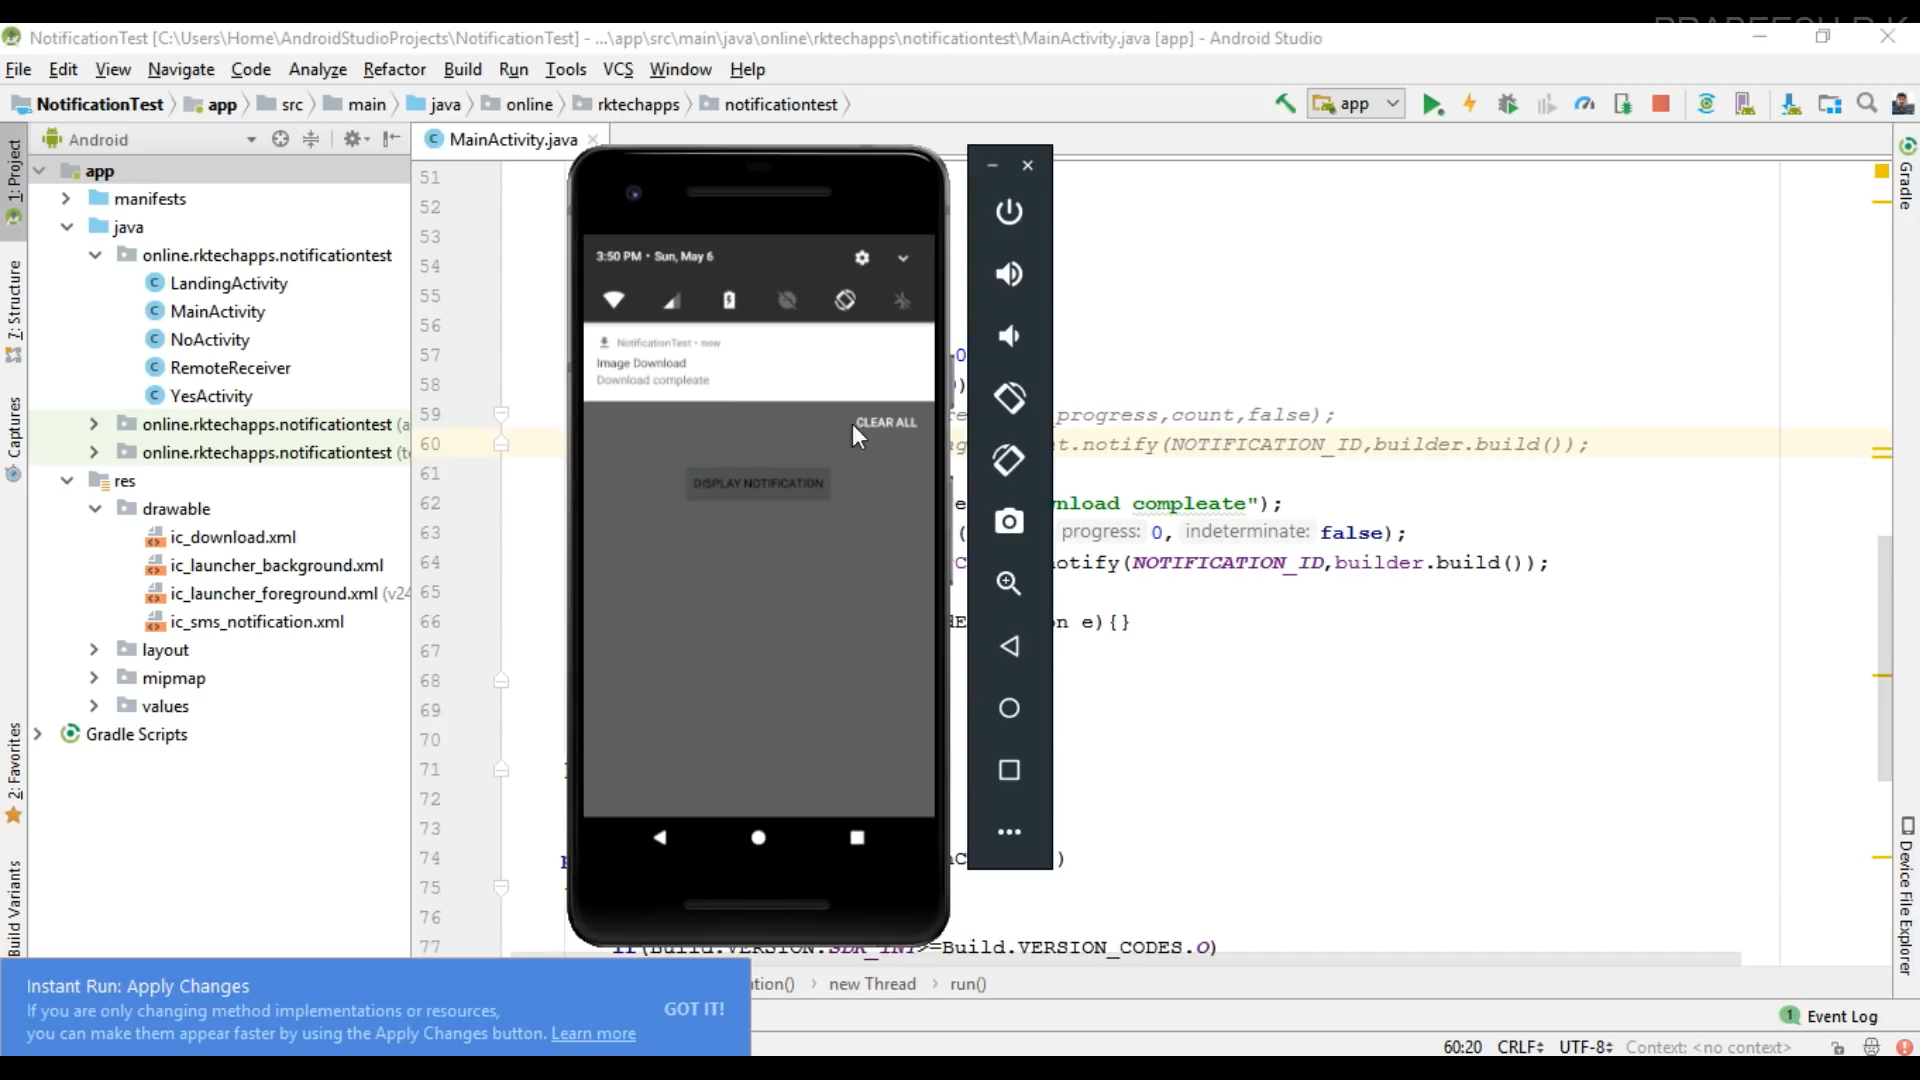 NotificationTest [C:\Users\Home\AndroidStudioProjects\NotificationTest] - ...\app\src\main\java\online\rktechapps\notificationtest\MainActivity.java [app] - Android Studio
File Edit View Navigate Code Analyze Refactor Build Run Tools VCS Window Help
NotificationTest app src main java online rktechapps notificationtest app
1: Project
7: Structure
Captures
2: Favorites
Build Variants
Android
app
manifests
java
online.rktechapps.notificationtest
LandingActivity
MainActivity
NoActivity
RemoteReceiver
YesActivity
online.rktechapps.notificationtest (a
online.rktechapps.notificationtest (t
res
drawable
ic_download.xml
ic_launcher_background.xml
ic_launcher_foreground.xml (v24
ic_sms_notification.xml
layout
mipmap
values
Gradle Scripts
MainActivity.java
51
52
53
54
55
56
57
58
59 progress,count,false);
60 t.notify(NOTIFICATION_ID,builder.build());
61
62 nload compleate");
63 progress: 0, indeterminate: false);
64 otify(NOTIFICATION_ID,builder.build());
65
66 on e){}
67
68
69
70
71
72
73
74 )
75
76
77 if(Build.VERSION.SDK_INT>=Build.VERSION_CODES.O)
3:50 PM • Sun, May 6
NotificationTest • now
Image Download
Download compleate
CLEAR ALL
DISPLAY NOTIFICATION
Gradle
Device File Explorer
Instant Run: Apply Changes
If you are only changing method implementations or resources,
you can make them appear faster by using the Apply Changes button. Learn more
GOT IT!
ation() new Thread run()
1 Event Log
60:20 CRLF UTF-8 Context: <no context>